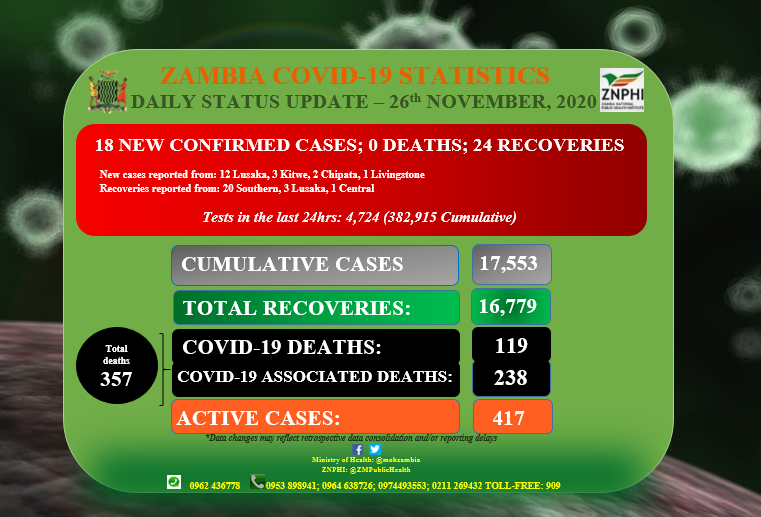 ZAMBIA COVID-19 STATISTICS
DAILY STATUS UPDATE – 26th NOVEMBER, 2020
ZNPHI
ZAMBIA NATIONAL
PUBLIC HEALTH INSTITUTE
18 NEW CONFIRMED CASES; 0 DEATHS; 24 RECOVERIES
New cases reported from: 12 Lusaka, 3 Kitwe, 2 Chipata, 1 Livingstone
Recoveries reported from: 20 Southern, 3 Lusaka, 1 Central
Tests in the last 24hrs: 4,724 (382,915 Cumulative)
CUMULATIVE CASES 17,553
TOTAL RECOVERIES: 16,779
Total
deaths
357
COVID-19 DEATHS: 119
COVID-19 ASSOCIATED DEATHS: 238
ACTIVE CASES: 417
*Data changes may reflect retrospective data consolidation and/or reporting delays
Ministry of Health: @mohzambia
ZNPHI: @ZMPublicHealth
0962 436778 0953 898941; 0964 638726; 0974493553; 0211 269432 TOLL-FREE: 909